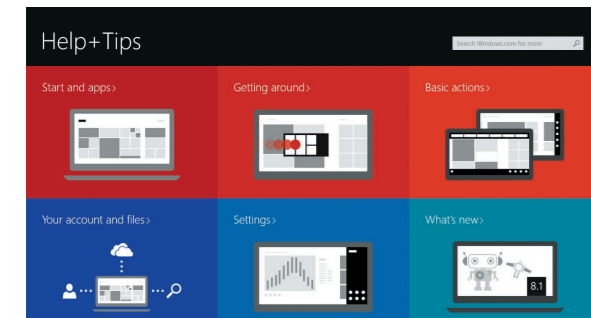 Help+Tips
Search Windows.com for more
Start and apps>
Getting around>
Basic actions>
Your account and files>
Settings>
What's new>
8.1